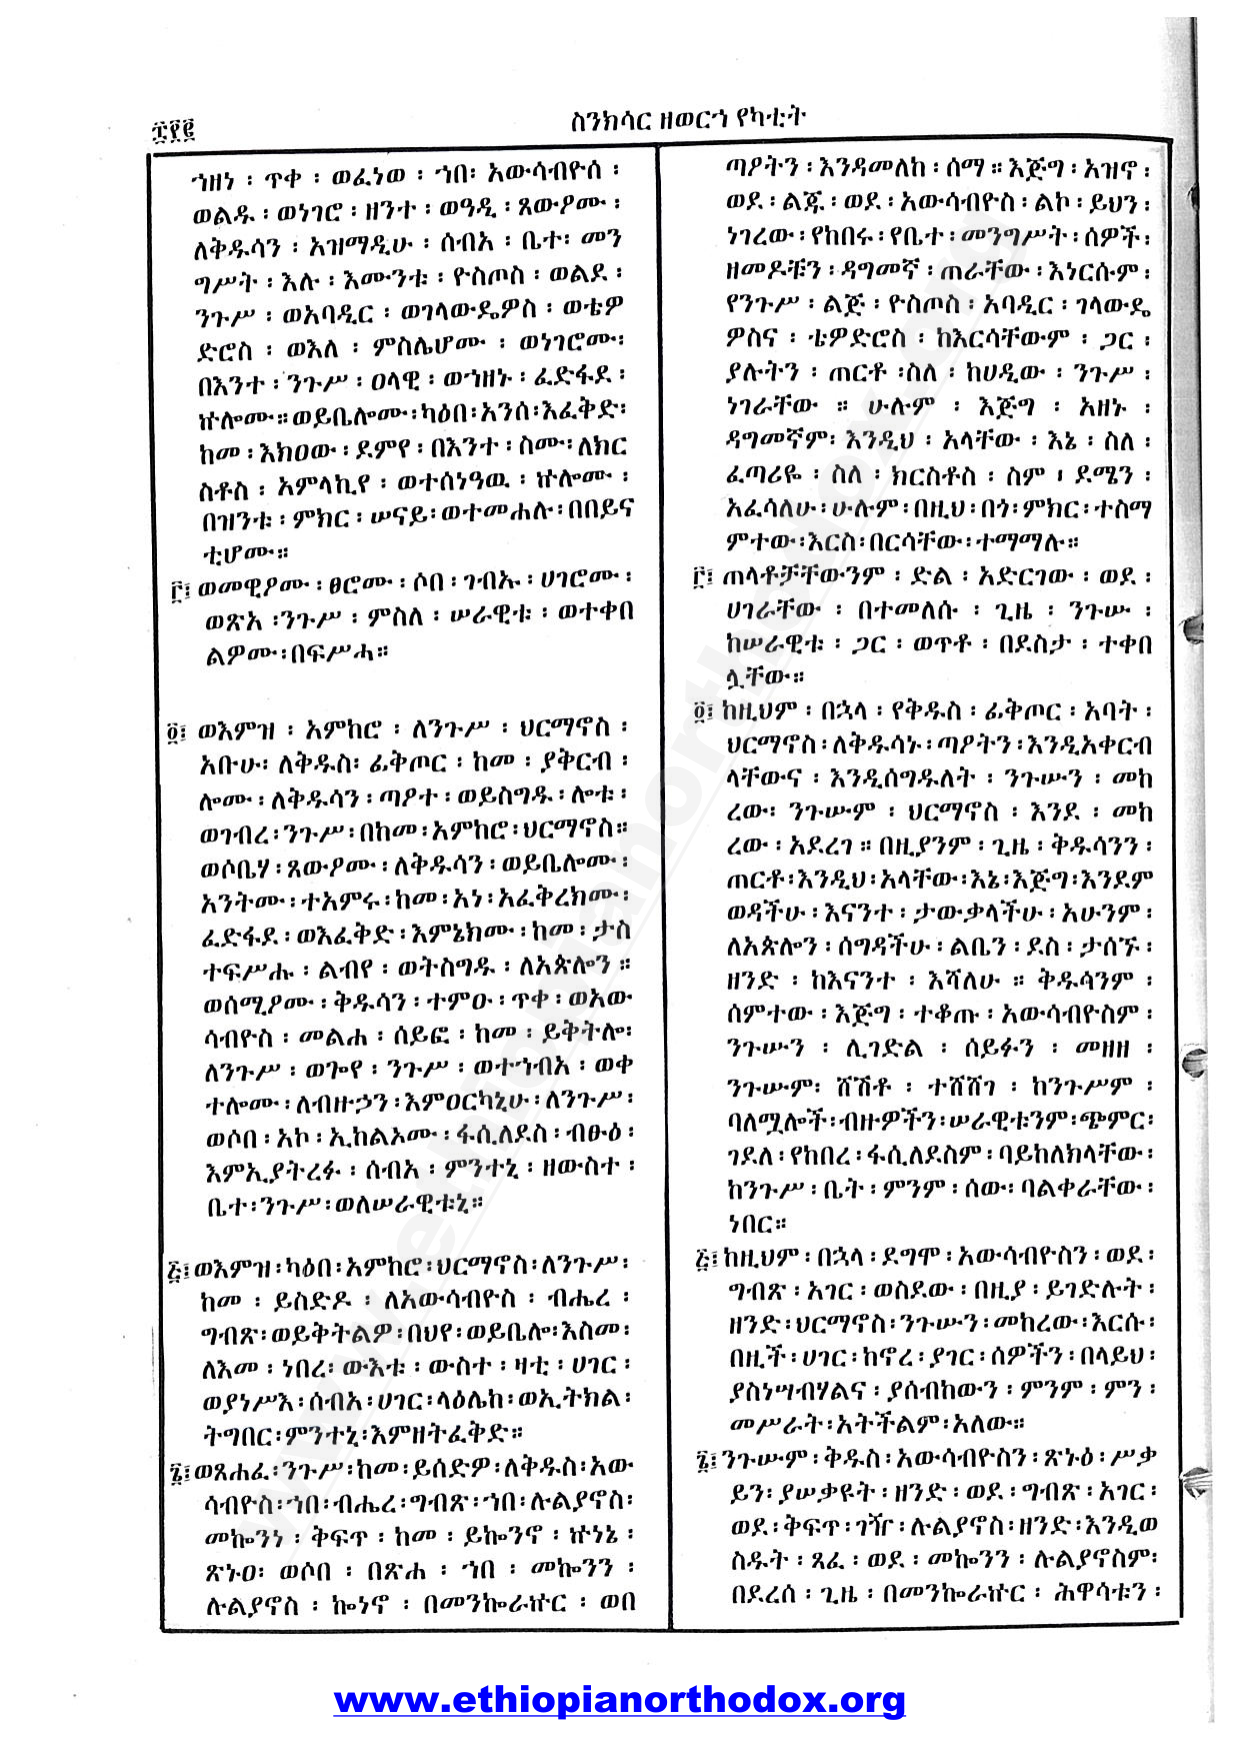 ፯፻፺፪
ስንክሳር ዘወርኀ የካቲት
ኀዘነ ፡ ጥቀ ፡ ወፈነወ ፡ ኀበ፡ አውሳብዮሰ ፡
ወልዱ ፡ ወነገሮ ፡ ዘንተ ፡ ወዓዲ ፡ ጸውዖሙ ፡
ለቅዱሳን ፡ አዝማዲሁ ፡ ሰብአ ፡ ቤተ፡ መን
ግሥት ፡ እሉ ፡ እሙንቱ ፡ ዮስጦስ ፡ ወልደ ፡
ንጉሥ ፡ ወአባዲር ፡ ወገላውዴዎስ ፡ ወቴዎ
ድሮስ ፡ ወእለ ፡ ምስሌሆሙ ፡ ወነገሮሙ፡
በእንተ ፡ ንጉሥ ፡ ዐላዊ ፡ ወኀዘኑ ፡ ፈድፋደ ፡
ኵሎሙ ። ወይቤሎሙ ፡ ካዕበ ፡ አንሰ ፡ እፈቅድ፡
ከመ ፡ እክዐው ፡ ደምየ ፡ በእንተ ፡ ስሙ፡ ለክር
ስቶስ ፡ አምላኪየ ፡ ወተሰነዓዉ ፡ ኵሎሙ ፡
በዝንቱ ፡ ምክር ፡ ሠናይ፡ ወተመሐሉ ፡ በበይና
ቲሆሙ ።
፫፤ ወመዊዖሙ ፡ ፀሮሙ ፡ ሶበ ፡ ገብኡ ፡ ሀገሮሙ ፡
ወጽአ ፡ንጉሥ ፡ ምስለ ፡ ሠራዊቱ ፡ ወተቀበ
ልዎሙ ፡ በፍሥሓ ።
፬፤ ወእምዝ ፡ አምከሮ ፡ ለንጉሥ ፡ ህርማኖስ ፡
አቡሁ፡ ለቅዱስ፡ ፊቅጦር ፡ ከመ ፡ ያቅርብ ፡
ሎሙ ፡ ለቅዱሳን ፡ ጣዖተ ፡ ወይስግዱ ፡ ሎቱ ፡
ወገብረ ፡ ንጉሥ ፡ በከመ ፡ አምከሮ ፡ ህርማኖስ።
ወሶቤሃ ፡ ጸውዖሙ ፡ ለቅዱሳን ፡ ወይቤሎሙ ፡
አንትሙ ፡ ተአምሩ ፡ ከመ ፡ አነ ፡ አፈቅረክሙ ፡
ፈድፋደ ፡ ወእፈቅድ ፡ እምኔክሙ ፡ ከመ ፡ ታስ
ተፍሥሑ ፡ ልብየ ፡ ወትስግዱ ፡ ለአጵሎን ።
ወሰሚዖሙ ፡ ቅዱሳን ፡ ተምዑ ፡ ጥቀ ፡ ወአው
ሳብዮስ ፡ መልሐ ፡ ሰይፎ ፡ ከመ ፡ ይቅትሎ፡
ለንጉሥ ፡ ወጐየ ፡ ንጉሥ ፡ ወተኀብአ ፡ ወቀ
ተሎሙ ፡ ለብዙኃን ፡ እምዐርካኒሁ ፡ ለንጉሥ ፡
ወሶበ ፡ አኮ ፡ ኢከልአሙ ፡ ፋሲለደስ ፡ ብፁዕ ፡
እምኢያትረፉ ፡ ሰብአ ፡ ምንተኒ ፡ ዘውስተ ፡
ቤተ ፡ ንጉሥ ፡ ወለሠራዊቱኒ ።
፭፤ ወእምዝ ፡ ካዕበ ፡ አምከሮ ፡ ህርማኖስ ፡ ለንጉሥ ፡
ከመ ፡ ይስድዶ ፡ ለአውሳብዮስ ፡ ብሔረ ፡
ግብጽ፡ ወይቅትልዎ ፡ በህየ ፡ ወይቤሎ፡ እስመ፡
ለእመ ፡ ነበረ፡ ውእቱ ፡ ውስተ ፡ ዛቲ ፡ ሀገር ፡
ወያነሥእ ፡ ሰብአ ፡ ሀገር ፡ ላዕሌከ ፡ ወኢትክል ፡
ትግበር ፡ ምንተኒ ፡ እምዘትፈቅድ ።
፮፤ ወጸሐፈ ፡ ንጉሥ ፡ ከመ ፡ ይሰድዎ ፡ ለቅዱስ ፡ አው
ሳብዮስ ፡ ኀበ ፡ ብሔረ ፡ ግብጽ ፡ ኀበ ፡ ሉልያኖስ፡
መኰንነ ፡ ቅፍጥ ፡ ከመ ፡ ይኰንኖ ፡ ኵነኔ ፡
ጽኑዐ፡ ወሶበ ፡ በጽሐ ፡ ኀበ ፡ መኰንን ፡
ሉልያኖስ ፡ ኰነኖ ፡ በመንኰራኵር ፡ ወበ
ጣዖትን ፡ እንዳመለከ ፡ ሰማ ። እጅግ ፡ አዝኖ ፡
ወደ ፡ ልጁ ፡ ወደ ፡ አውሳብዮስ ፡ ልኮ ፡ ይህን ፡
ነገረው ፡ የከበሩ ፡ የቤተ ፡ መንግሥት ፡ ሰዎች ፡
ዘመዶቹን ፡ ዳግመኛ ፡ ጠራቸው ፡ እነርሱም ፡
የንጉሥ ፡ ልጅ ፡ ዮስጦስ ፡ አባዲር ፡ ገላውዴ
ዎስና ፡ ቴዎድሮስ ፡ ከእርሳቸውም ፡ ጋር ፡
ያሉትን ፡ ጠርቶ ፡ስለ ፡ ከሀዲው ፡ ንጉሥ ፡
ነገራቸው ። ሁሉም ፡ እጅግ ፡ አዘኑ ፡
ዳግመኛም፡ እንዲህ ፡ አላቸው ፡ እኔ ፡ ስለ ፡
ፈጣሪዬ ፡ ስለ ፡ ክርስቶስ ፡ ስም ፡ ደሜን ፡
አፈሳለሁ ፡ ሁሉም ፡ በዚህ ፡ በጎ ፡ ምክር ፡ ተስማ
ምተው ፡ እርስ ፡ በርሳቸው ፡ ተማማሉ ።
፫፤ ጠላቶቻቸውንም ፡ ድል ፡ አድርገው ፡ ወደ ፡
ሀገራቸው ፡ በተመለሱ ፡ ጊዜ ፡ ንጉሡ ፡
ከሠራዊቱ ፡ ጋር ፡ ወጥቶ ፡ በደስታ ፡ ተቀበ
ሏቸው ።
፬፤ ከዚህም ፡ በኋላ ፡ የቅዱስ ፡ ፊቅጦር ፡ አባት ፡
ህርማኖስ ፡ ለቅዱሳኑ ፡ ጣዖትን ፡ እንዲአቀርብ
ላቸውና ፡ እንዲሰግዱለት ፡ ንጉሡን ፡ መከ
ረው፡ ንጉሡም ፡ ህርማኖስ ፡ እንደ ፡ መከ
ረው ፡ አደረገ ። በዚያንም ፡ ጊዜ ፡ ቅዱሳንን ፡
ጠርቶ ፡ እንዲህ ፡ አላቸው ፡ እኔ ፡ እጅግ ፡ እንደም
ወዳችሁ ፡ እናንተ ፡ ታውቃላችሁ ፡ አሁንም ፡
ለአጵሎን ፡ ሰግዳችሁ ፡ ልቤን ፡ ደስ ፡ ታሰኙ ፡
ዘንድ ፡ ከእናንተ ፡ እሻለሁ ። ቅዱሳንም ፡
ሰምተው ፡ እጅግ ፡ ተቆጡ ፡ አውሳብዮስም ፡
ንጉሡን ፡ ሊገድል ፡ ሰይፉን ፡ መዘዘ ፡
ንጉሡም፡ ሸሽቶ ፡ ተሸሸገ ፡ ከንጉሥም ፡
ባለሟሎች ፡ ብዙዎችን ፡ ሠራዊቱንም ፡ ጭምር፡
ገደለ ፡ የከበረ ፡ ፋሲለደስም ፡ ባይከለክላቸው ፡
ከንጉሥ ፡ ቤት ፡ ምንም ፡ ሰው፡ ባልቀራቸው ፡
ነበር ።
፭፤ ከዚህም ፡ በኋላ ፡ ደግሞ ፡ አውሳብዮስን ፡ ወደ ፡
ግብጽ ፡ አገር ፡ ወስደው ፡ በዚያ ፡ ይገድሉት ፡
ዘንድ ፡ ህርማኖስ ፡ ንጉሡን ፡ መከረው ፡ እርሱ ፡
በዚች ፡ ሀገር ፡ ከኖረ ፡ ያገር ፡ ሰዎችን ፡ በላይህ ፡
ያስነሣብሃልና ፡ ያሰብከውን ፡ ምንም ፡ ምን ፡
መሥራት ፡ አትችልም ፡ አለው ።
፮፤ ንጉሡም ፡ ቅዱስ ፡ አውሳብዮስን ፡ ጽኑዕ ፡ ሥቃ
ይን፡ ያሠቃዩት ፡ ዘንድ ፡ ወደ ፡ ግብጽ ፡ አገር ፡
ወደ ፡ ቅፍጥ ፡ ገዥ ፡ ሉልያኖስ ፡ ዘንድ ፡ እንዲወ
ስዱት ፡ ጻፈ ፡ ወደ ፡ መኰንን ፡ ሉልያኖስም፡
በደረሰ ፡ ጊዜ ፡ በመንኰራኵር ፡ ሕዋሳቱን ፡
www.ethiopianorthodox.org
www.ethiopianorthodox.org